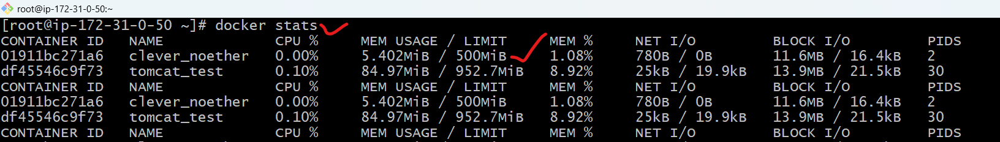 root@ip-172-31-0-50:~
[root@ip-172-31-0-50 ~]# docker stats
CONTAINER ID   NAME             CPU %     MEM USAGE / LIMIT     MEM %     NET I/O           BLOCK I/O         PIDS
01911bc271a6   clever_noether   0.00%     5.402MiB / 500MiB     1.08%     780B / 0B         11.6MB / 16.4kB   2
df45546c9f73   tomcat_test      0.10%     84.97MiB / 952.7MiB   8.92%     25kB / 19.9kB     13.9MB / 21.5kB   30
CONTAINER ID   NAME             CPU %     MEM USAGE / LIMIT     MEM %     NET I/O           BLOCK I/O         PIDS
01911bc271a6   clever_noether   0.00%     5.402MiB / 500MiB     1.08%     780B / 0B         11.6MB / 16.4kB   2
df45546c9f73   tomcat_test      0.10%     84.97MiB / 952.7MiB   8.92%     25kB / 19.9kB     13.9MB / 21.5kB   30
CONTAINER ID   NAME             CPU %     MEM USAGE / LIMIT     MEM %     NET I/O           BLOCK I/O         PIDS